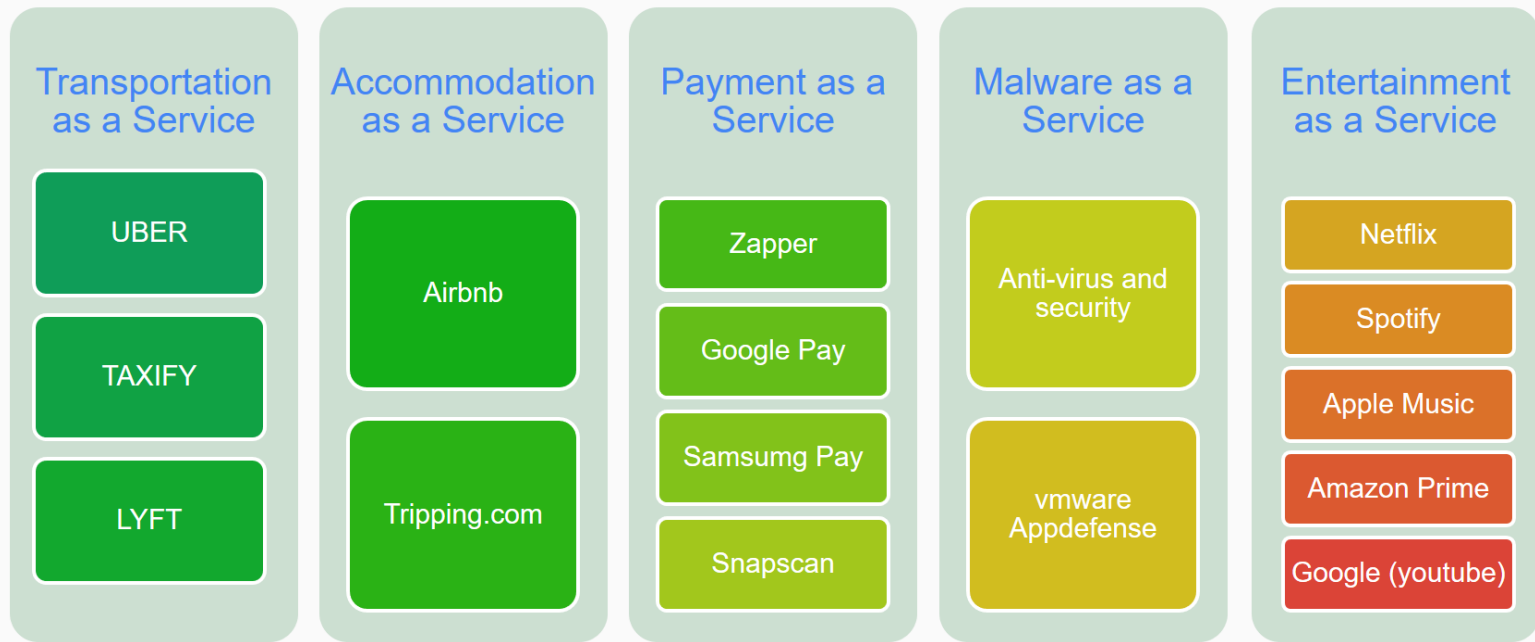 Transportation
as a Service
UBER
TAXIFY
LYFT
Accommodation
as a Service
Airbnb
Tripping.com
Payment as a
Service
Zapper
Google Pay
Samsumg Pay
Snapscan
Malware as a
Service
Anti-virus and
security
vmware
Appdefense
Entertainment
as a Service
Netflix
Spotify
Apple Music
Amazon Prime
Google (youtube)